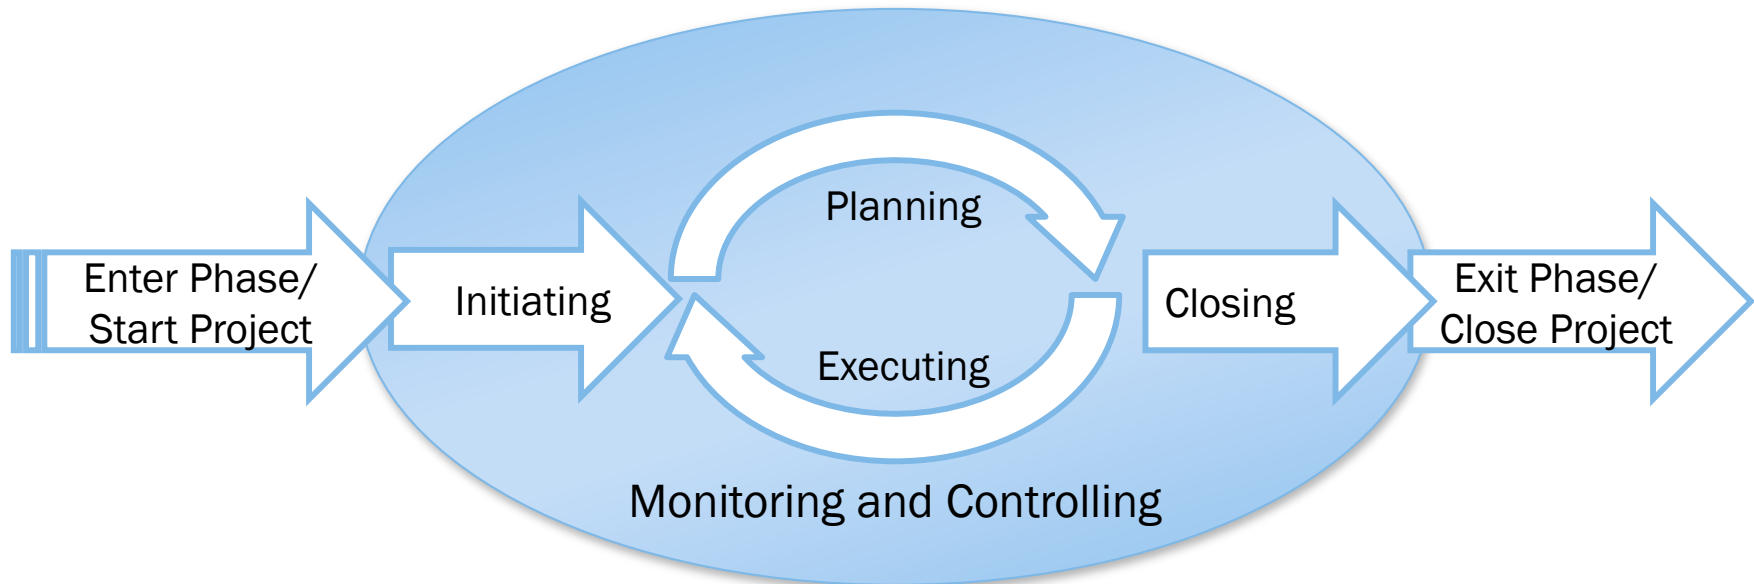 Enter Phase/
Start Project
Initiating
Planning
Executing
Closing
Exit Phase/
Close Project
Monitoring and Controlling